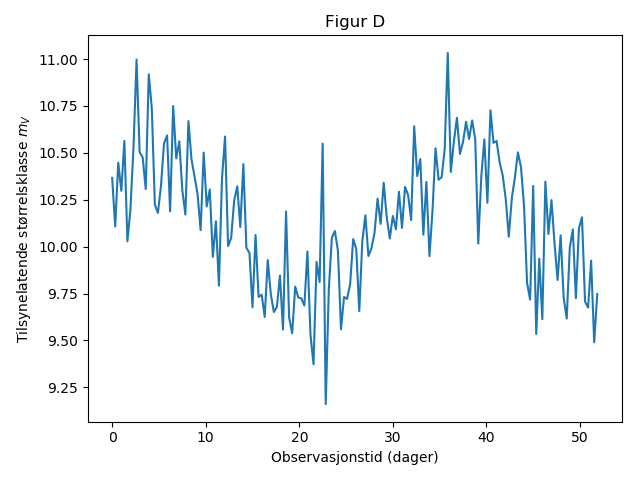 Figur D
Tilsynelatende størrelsklasse $m_V$
11.00
10.75
10.50
10.25
10.00
9.75
9.50
9.25
0 10 20 30 40 50
Observasjonstid (dager)